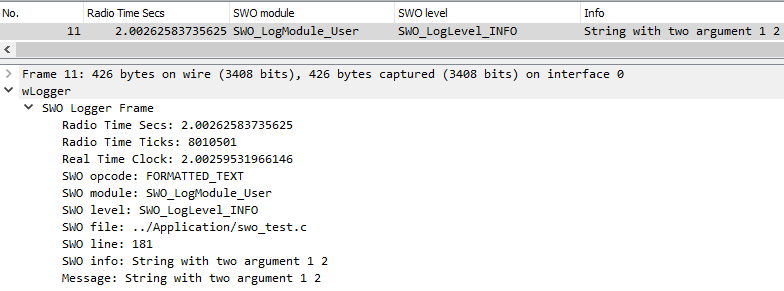 No. Radio Time Secs SWO module SWO level Info
11 2.00262583735625 SWO_LogModule_User SWO_LogLevel_INFO String with two argument 1 2
Frame 11: 426 bytes on wire (3408 bits), 426 bytes captured (3408 bits) on interface 0
wLogger
SWO Logger Frame
Radio Time Secs: 2.00262583735625
Radio Time Ticks: 8010501
Real Time Clock: 2.00259531966146
SWO opcode: FORMATTED_TEXT
SWO module: SWO_LogModule_User
SWO level: SWO_LogLevel_INFO
SWO file: ../Application/swo_test.c
SWO line: 181
SWO info: String with two argument 1 2
Message: String with two argument 1 2